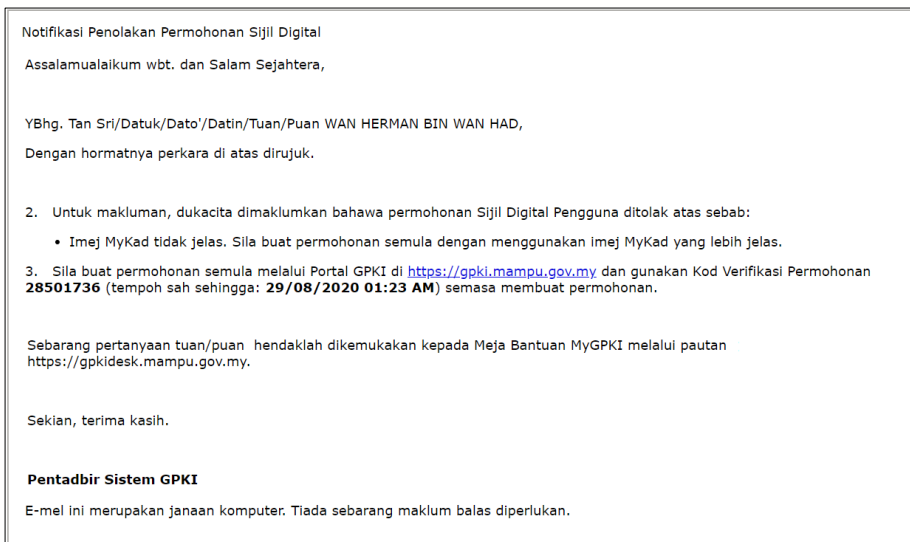 Notifikasi Penolakan Permohonan Sijil Digital
Assalamualaikum wbt. dan Salam Sejahtera,
YBhg. Tan Sri/Datuk/Dato'/Datin/Tuan/Puan WAN HERMAN BIN WAN HAD,
Dengan hormatnya perkara di atas dirujuk.
2. Untuk makluman, dukacita dimaklumkan bahawa permohonan Sijil Digital Pengguna ditolak atas sebab:
• Imej MyKad tidak jelas. Sila buat permohonan semula dengan menggunakan imej MyKad yang lebih jelas.
3. Sila buat permohonan semula melalui Portal GPKI di https://gpki.mampu.gov.my dan gunakan Kod Verifikasi Permohonan
28501736 (tempoh sah sehingga: 29/08/2020 01:23 AM) semasa membuat permohonan.
Sebarang pertanyaan tuan/puan hendaklah dikemukakan kepada Meja Bantuan MyGPKI melalui pautan
https://gpkidesk.mampu.gov.my.
Sekian, terima kasih.
Pentadbir Sistem GPKI
E-mel ini merupakan janaan komputer. Tiada sebarang maklum balas diperlukan.